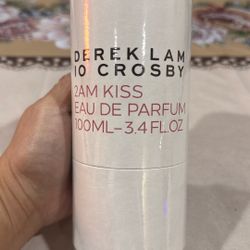 DEREK LAM
10 CROSBY
2AM KISS
EAU DE PARFUM
100ML–3.4 FL.OZ